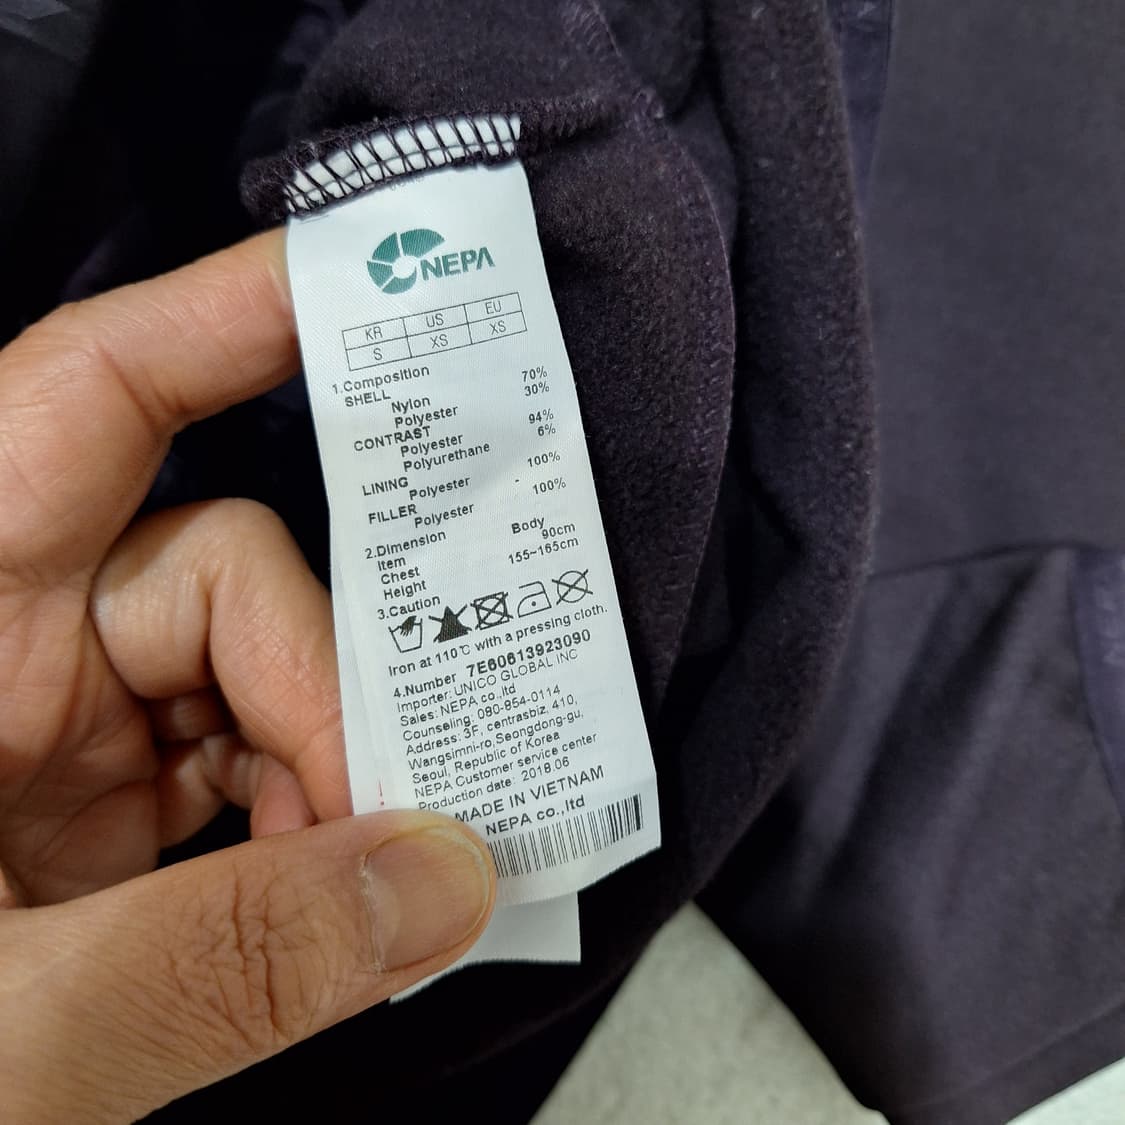 NEPA
KR US EU
S XS XS
1.Composition
SHELL
Nylon 70%
Polyester 30%
CONTRAST
Polyester 94%
Polyurethane 6%
LINING
Polyester - 100%
FILLER
Polyester 100%
2.Dimension
Item Body
Chest 90cm
Height 155~165cm
3.Caution
Iron at 110℃ with a pressing cloth.
4.Number 7E60613923090
Importer: UNICO GLOBAL INC
Sales: NEPA co.,ltd
Counseling: 080-854-0114
Address: 3F, centrasbiz, 410,
Wangsimni-ro,Seongdong-gu,
Seoul, Republic of Korea
NEPA Customer service center
Production date: 2018.06
MADE IN VIETNAM
NEPA co.,ltd